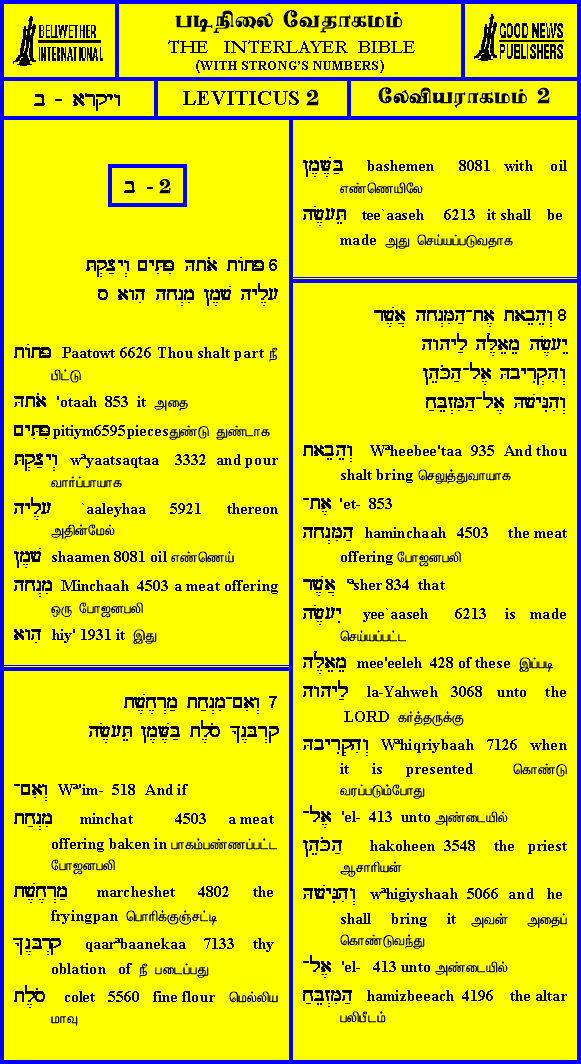 BELLWETHER
INTERNATIONAL
படிநிலை வேதாகமம்
THE INTERLAYER BIBLE
(WITH STRONG'S NUMBERS)
GOOD NEWS
PUBLISHERS
ויקרא - ב
LEVITICUS 2
லேவியராகமம் 2
ב - 2
6 פָּתוֹת אֹתָהּ פִּתִּים וְיָצַקְתָּ
עָלֶיהָ שָׁמֶן מִנְחָה הִוא ס
פָּתוֹת Paatowt 6626 Thou shalt part நீ
பிட்டு
אֹתָהּ 'otaah 853 it அதை
פִּתִּים pitiym6595piecesதுண்டு துண்டாக
וְיָצַקְתָּ wªyaatsaqtaa 3332 and pour
வார்ப்பாயாக
עָלֶיהָ `aaleyhaa 5921 thereon
அதின்மேல்
שָׁמֶן shaamen 8081 oil எண்ணெய்
מִנְחָה Minchaah 4503 a meat offering
ஒரு போஜனபலி
הִוא hiy' 1931 it இது
7 וְאִם־מִנְחַת מַרְחֶשֶׁת
קָרְבָּנֶךָ סֹלֶת בַּשֶּׁמֶן תֵּעָשֶׂה
וְאִם־ Wª'im- 518 And if
מִנְחַת minchat 4503 a meat
offering baken in பாகம்பண்ணப்பட்ட
போஜனபலி
מַרְחֶשֶׁת marcheshet 4802 the
fryingpan பொரிக்குஞ்சட்டி
קָרְבָּנֶךָ qaarªbaanekaa 7133 thy
oblation of நீ படைப்பது
סֹלֶת colet 5560 fine flour மெல்லிய
மாவு
בַּשֶּׁמֶן bashemen 8081 with oil
எண்ணெயிலே
תֵּעָשֶׂה tee`aaseh 6213 it shall be
made அது செய்யப்படுவதாக
8 וְהֵבֵאתָ אֶת־הַמִּנְחָה אֲשֶׁר
יֵעָשֶׂה מֵאֵלֶּה לַיהוָה
וְהִקְרִיבָהּ אֶל־הַכֹּהֵן
וְהִגִּישָׁהּ אֶל־הַמִּזְבֵּחַ
וְהֵבֵאתָ Wªheebee'taa 935 And thou
shalt bring செலுத்துவாயாக
אֶת־ 'et- 853
הַמִּנְחָה haminchaah 4503 the meat
offering போஜனபலி
אֲשֶׁר ªsher 834 that
יֵעָשֶׂה yee`aaseh 6213 is made
செய்யப்பட்ட
מֵאֵלֶּה mee'eeleh 428 of these இப்படி
לַיהוָה la-Yahweh 3068 unto the
LORD கர்த்தருக்கு
וְהִקְרִיבָהּ Wªhiqriybaah 7126 when
it is presented கொண்டு
வரப்படும்போது
אֶל־ 'el- 413 unto அண்டையில்
הַכֹּהֵן hakoheen 3548 the priest
ஆசாரியன்
וְהִגִּישָׁהּ wªhigiyshaah 5066 and he
shall bring it அவன் அதைப்
கொண்டுவந்து
אֶל־ 'el- 413 unto அண்டையில்
הַמִּזְבֵּחַ hamizbeeach 4196 the altar
பலிபீடம்